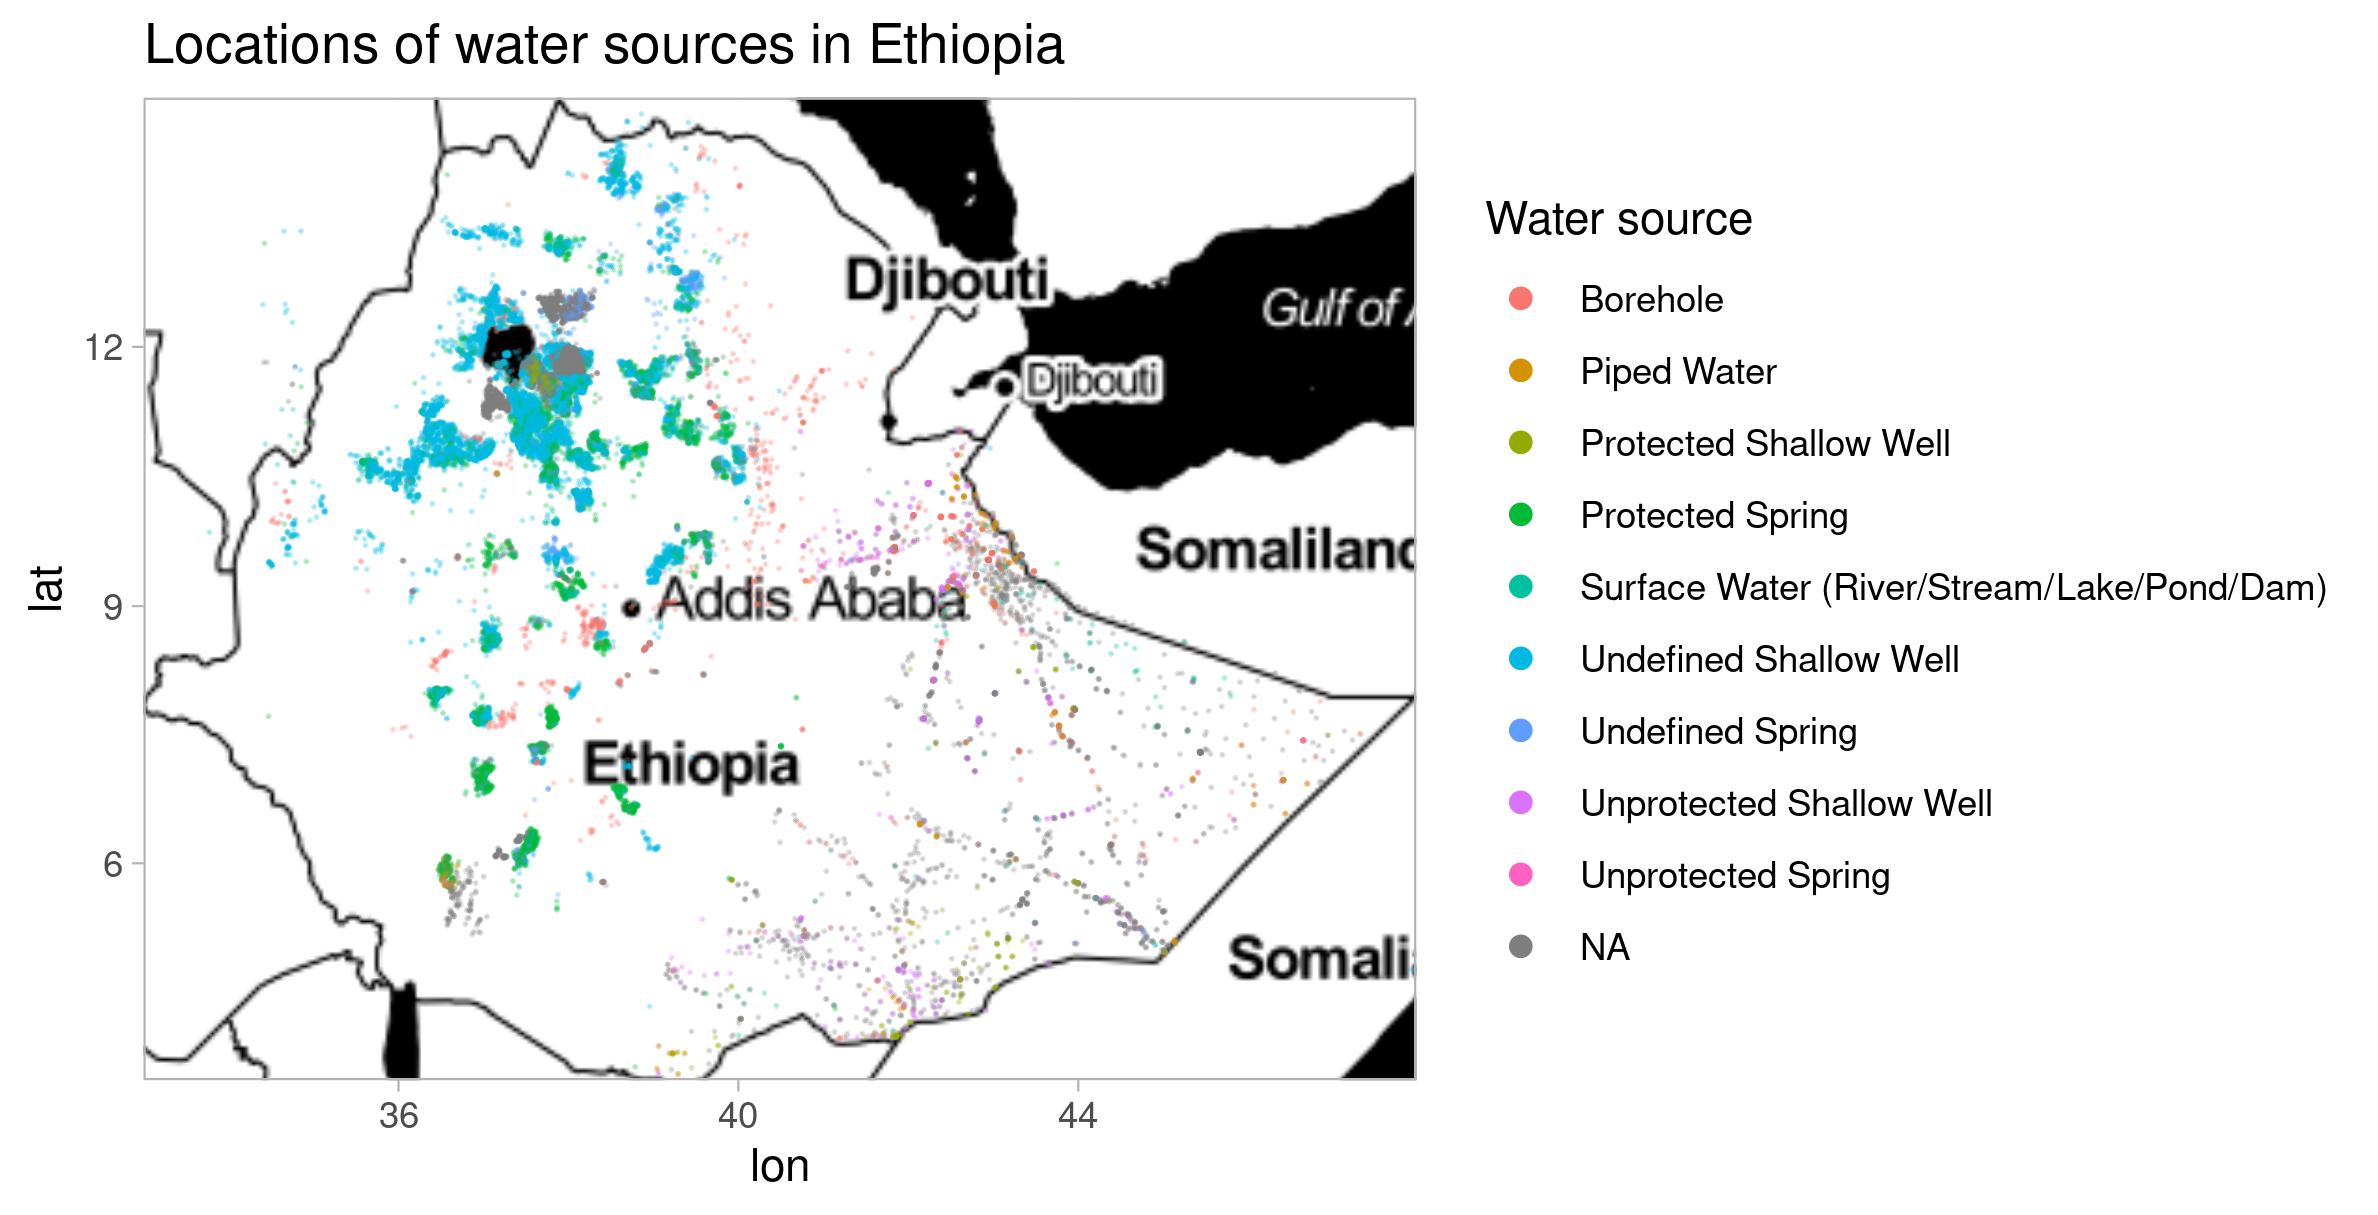 Locations of water sources in Ethiopia
Djibouti
Gulf of
Djibouti
Somaliland
Addis Ababa
Ethiopia
Somalia
12
9
6
lat
36
40
44
lon
Water source
Borehole
Piped Water
Protected Shallow Well
Protected Spring
Surface Water (River/Stream/Lake/Pond/Dam)
Undefined Shallow Well
Undefined Spring
Unprotected Shallow Well
Unprotected Spring
NA